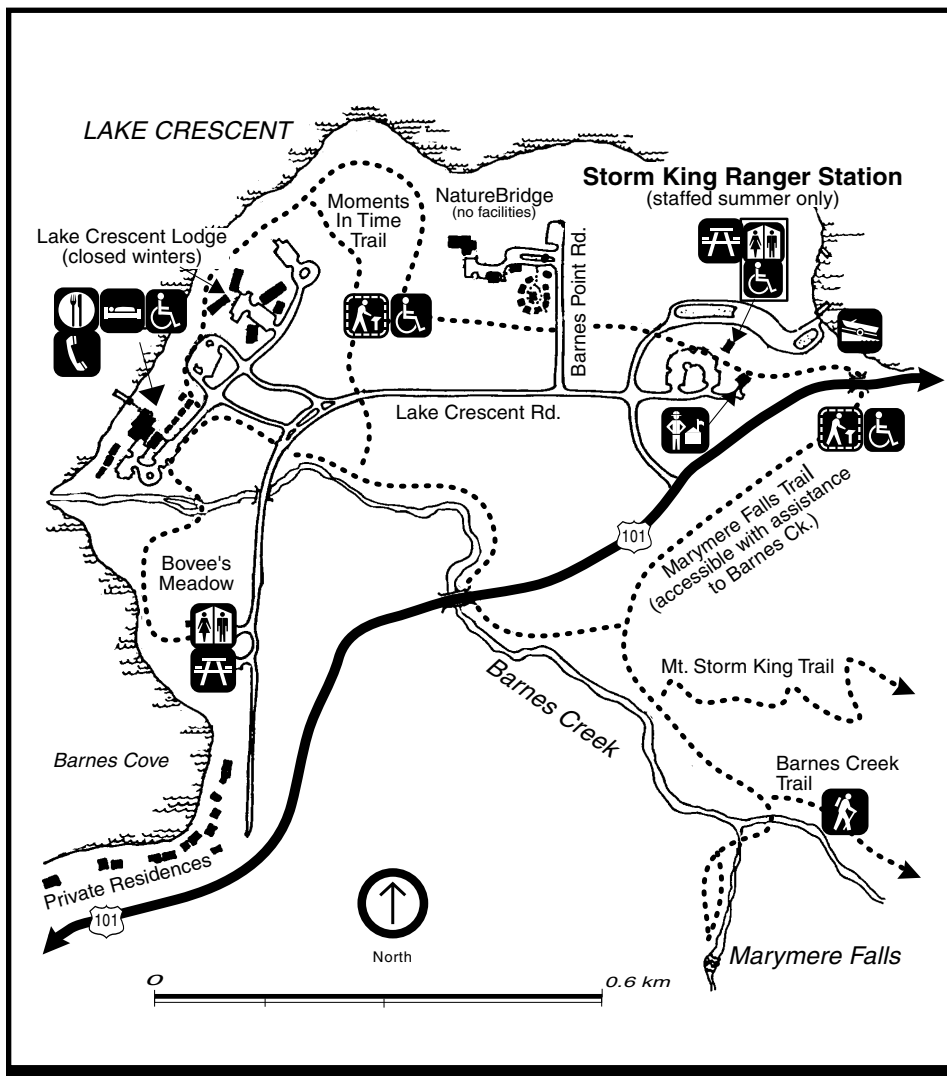 LAKE CRESCENT
Storm King Ranger Station
(staffed summer only)
NatureBridge
(no facilities)
Moments
In Time
Trail
Lake Crescent Lodge
(closed winters)
Barnes Point Rd.
Lake Crescent Rd.
101
Marymere Falls Trail
(accessible with assistance
to Barnes Ck.)
Bovee's
Meadow
Barnes Creek
Mt. Storm King Trail
Barnes Cove
Barnes Creek
Trail
Private Residences
101
North
Marymere Falls
0
0.6 km